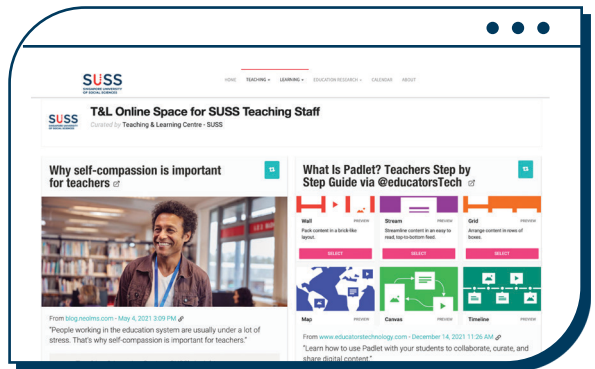 SUSS
SINGAPORE UNIVERSITY
OF SOCIAL SCIENCES
HOME TEACHING + LEARNING + EDUCATION RESEARCH + CALENDAR ABOUT
SUSS
SINGAPORE UNIVERSITY
OF SOCIAL SCIENCES
T&L Online Space for SUSS Teaching Staff
Curated by Teaching & Learning Centre - SUSS
Why self-compassion is important
for teachers
From blog.neolms.com - May 4, 2021 3:09 PM
"People working in the education system are usually under a lot of
stress. That's why self-compassion is important for teachers."
What Is Padlet? Teachers Step by
Step Guide via @educatorsTech
Wall PREVIEW
Pack content in a brick-like
layout.
SELECT
Stream PREVIEW
Streamline content in an easy to
read, top-to-bottom feed.
SELECT
Grid PREVIEW
Arrange content in rows of
boxes.
SELECT
Map PREVIEW
Canvas PREVIEW
Timeline PREVIEW
From www.educatorstechnology.com - December 14, 2021 11:26 AM
"Learn how to use Padlet with your students to collaborate, curate, and
share digital content."